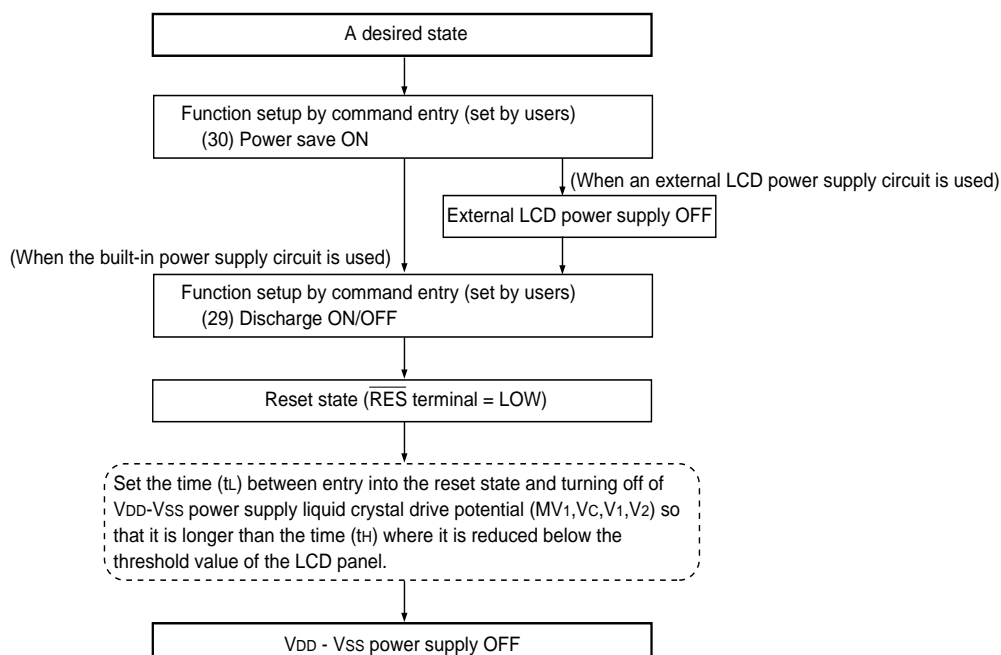 A desired state
Function setup by command entry (set by users)
(30) Power save ON
(When an external LCD power supply circuit is used)
External LCD power supply OFF
(When the built-in power supply circuit is used)
Function setup by command entry (set by users)
(29) Discharge ON/OFF
Reset state (R̅E̅S̅ terminal = LOW)
Set the time (tL) between entry into the reset state and turning off of
VDD-VSS power supply liquid crystal drive potential (MV1,VC,V1,V2) so
that it is longer than the time (tH) where it is reduced below the
threshold value of the LCD panel.
VDD - VSS power supply OFF